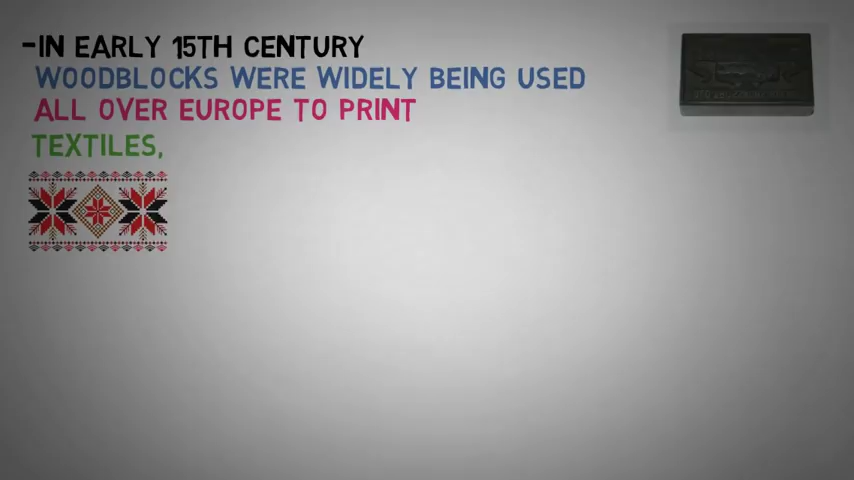 -IN EARLY 15TH CENTURY
WOODBLOCKS WERE WIDELY BEING USED
ALL OVER EUROPE TO PRINT
TEXTILES,